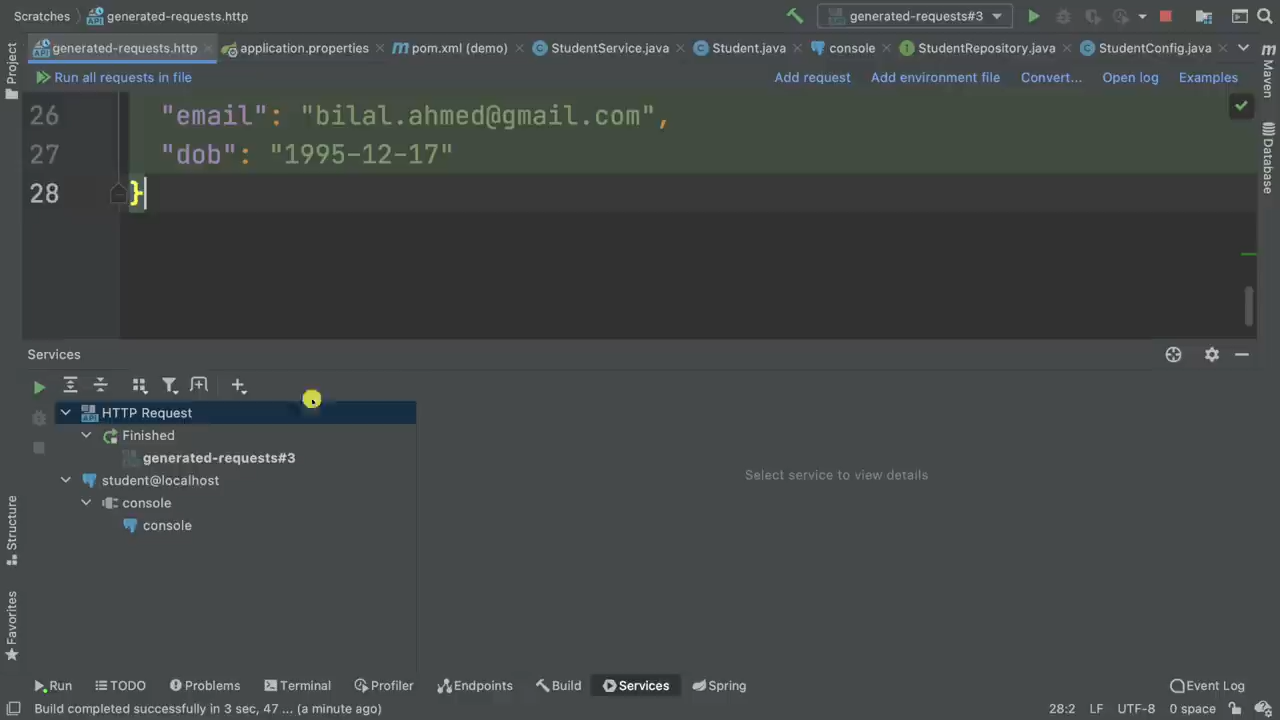 Scratches generated-requests.http generated-requests#3
generated-requests.http application.properties pom.xml (demo) StudentService.java Student.java console StudentRepository.java StudentConfig.java
Run all requests in file Add request Add environment file Convert... Open log Examples
26 "email": "bilal.ahmed@gmail.com",
27 "dob": "1995-12-17"
28 }
Services
HTTP Request
Finished
generated-requests#3
student@localhost
console
console
Select service to view details
Project
Structure
Favorites
Maven
Database
Run TODO Problems Terminal Profiler Endpoints Build Services Spring Event Log
Build completed successfully in 3 sec, 47 ... (a minute ago) 28:2 LF UTF-8 0 space